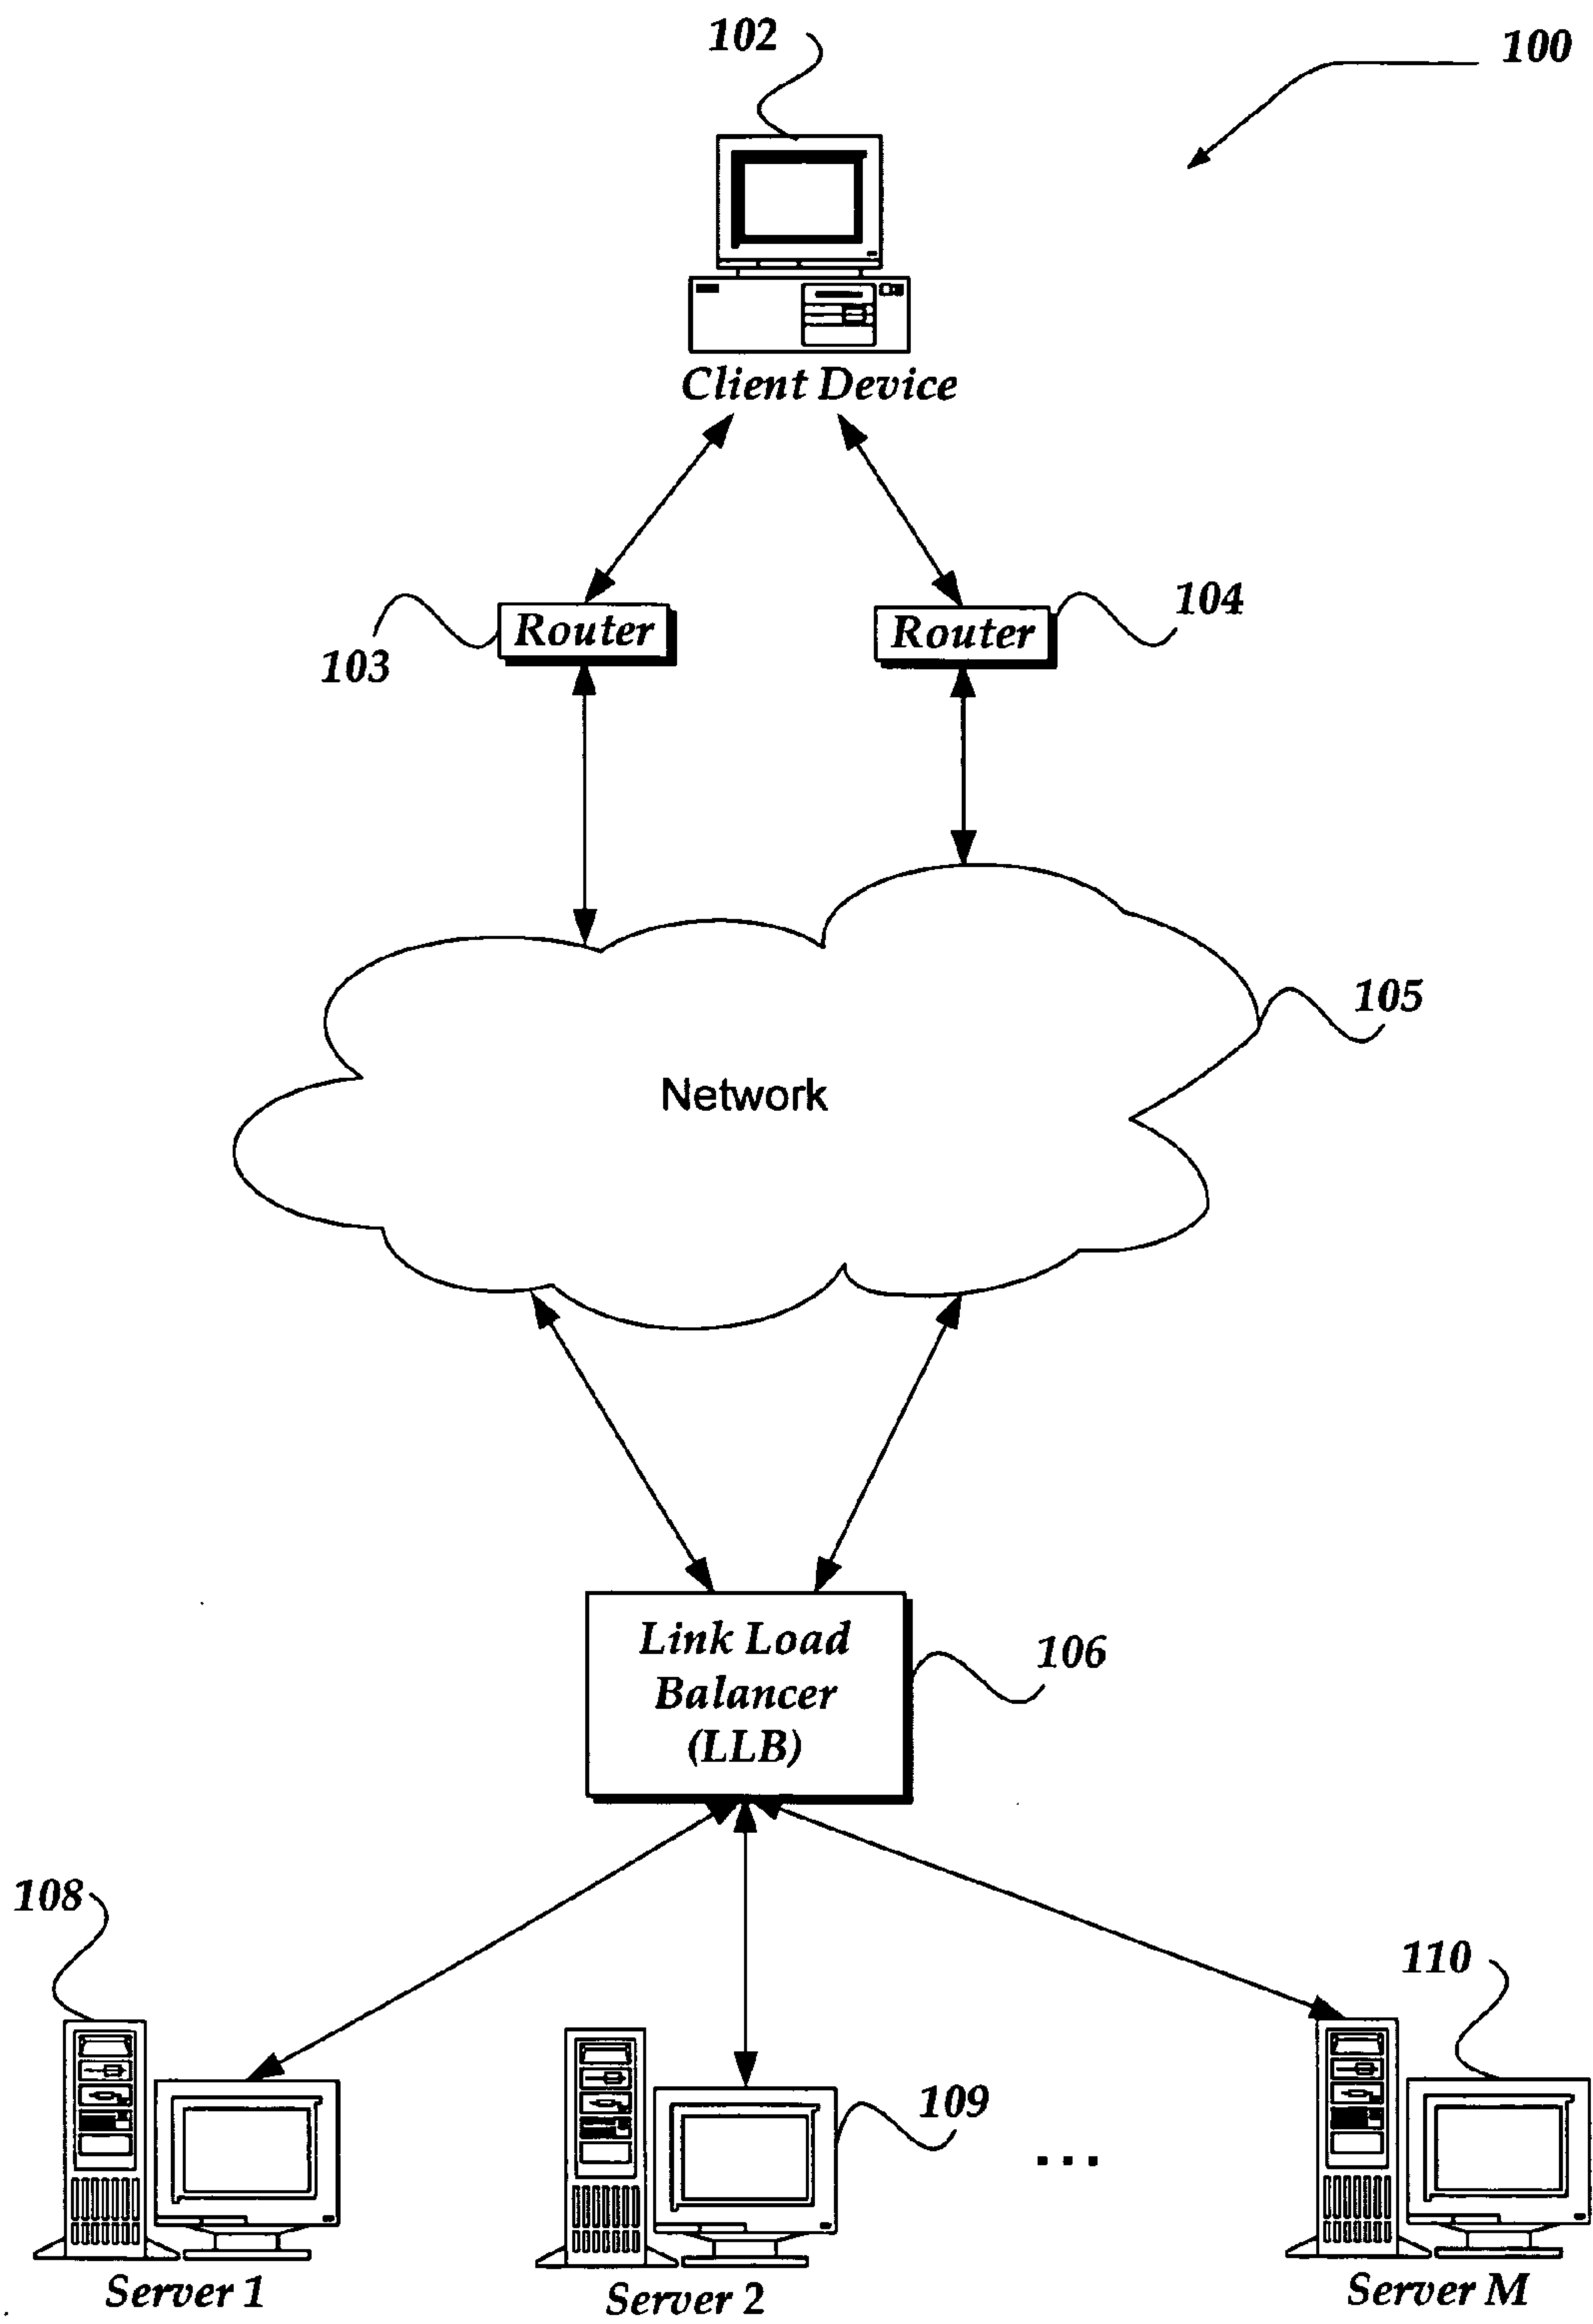 102
100
Client Device
103
Router
Router
104
105
Network
Link Load
Balancer
(LLB)
106
108
110
109
...
Server 1
Server 2
Server M